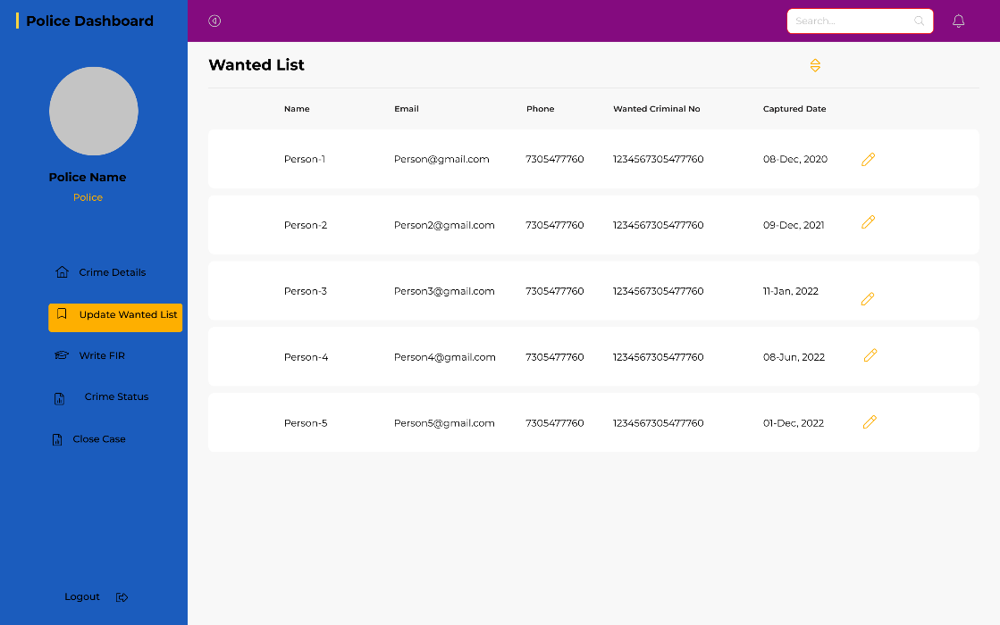 Police Dashboard
Search...
Police Name
Police
Crime Details
Update Wanted List
Write FIR
Crime Status
Close Case
Logout
Wanted List
Name Email Phone Wanted Criminal No Captured Date
Person-1 Person@gmail.com 7305477760 1234567305477760 08-Dec, 2020
Person-2 Person2@gmail.com 7305477760 1234567305477760 09-Dec, 2021
Person-3 Person3@gmail.com 7305477760 1234567305477760 11-Jan, 2022
Person-4 Person4@gmail.com 7305477760 1234567305477760 08-Jun, 2022
Person-5 Person5@gmail.com 7305477760 1234567305477760 01-Dec, 2022